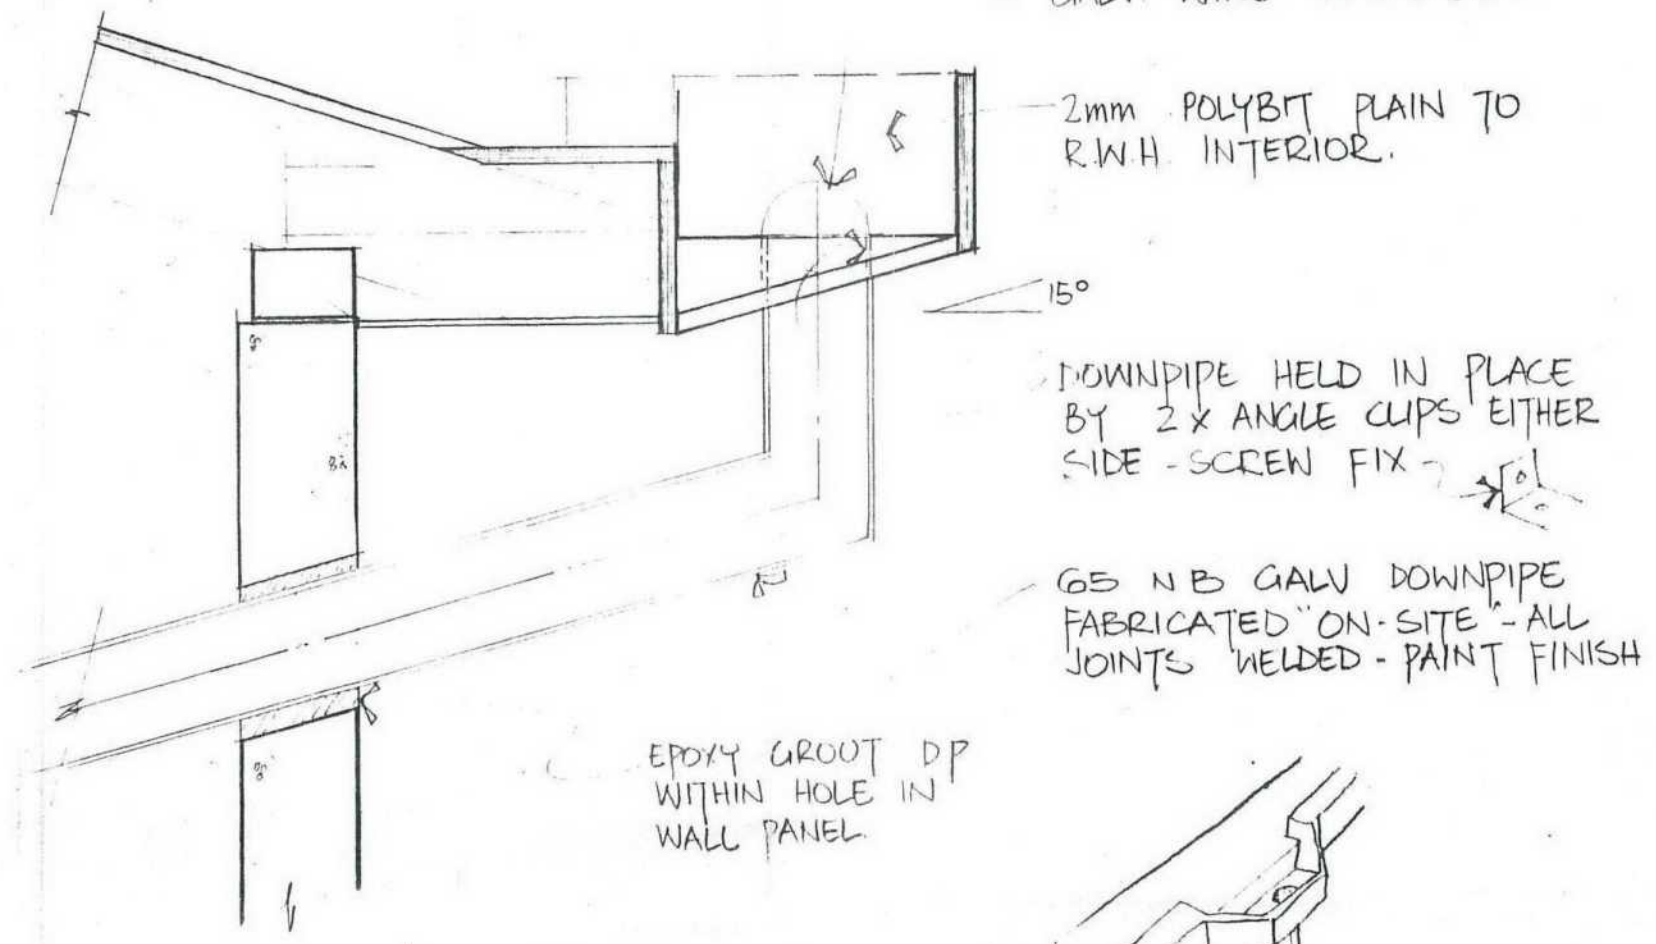 2mm POLYBIT PLAIN TO
R.W.H. INTERIOR.
15°
DOWNPIPE HELD IN PLACE
BY 2 X ANGLE CLIPS EITHER
SIDE - SCREW FIX -
65 NB GALV DOWNPIPE
FABRICATED "ON-SITE" - ALL
JOINTS WELDED - PAINT FINISH
EPOXY GROUT DP
WITHIN HOLE IN
WALL PANEL.